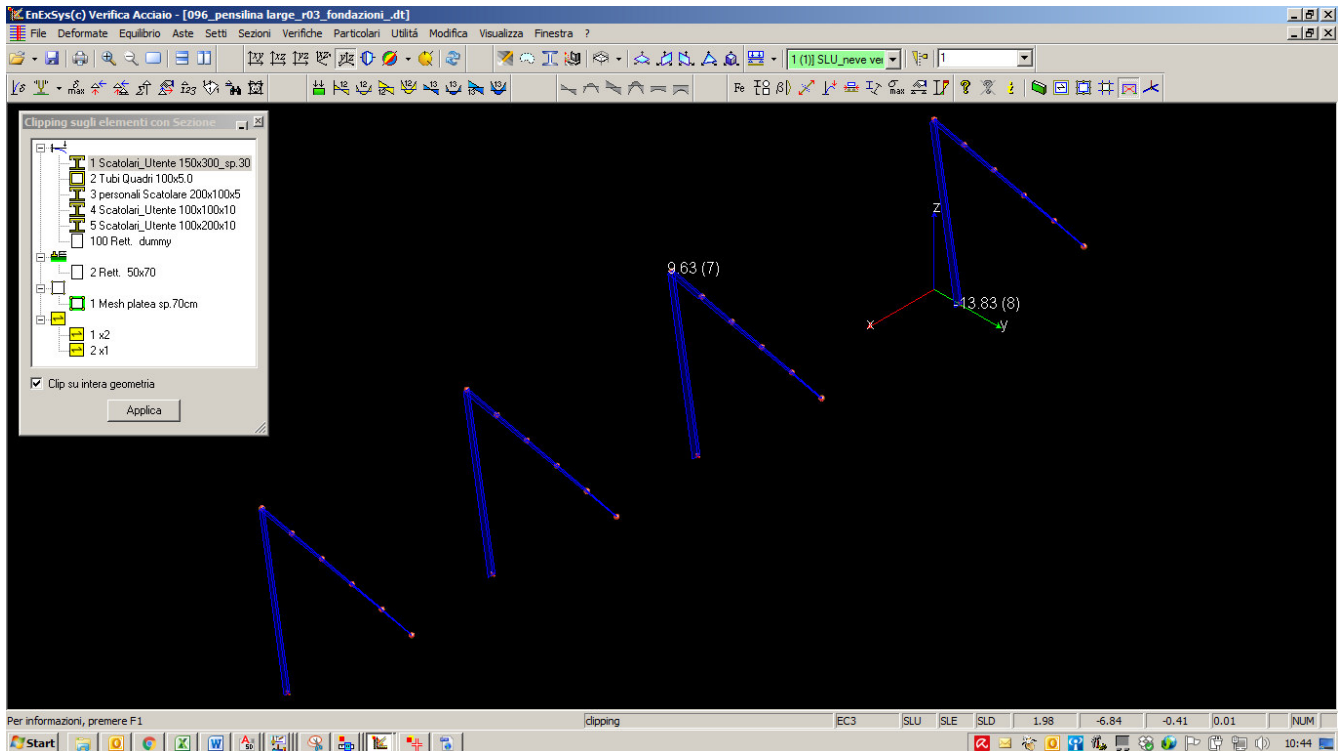 EnExSys(c) Verifica Acciaio - [096_pensilina large_r03_fondazioni_.dt]
File Deformate Equilibrio Aste Setti Sezioni Verifiche Particolari Utilitá Modifica Visualizza Finestra ?
1 (1)] SLU_neve ver
1
Clipping sugli elementi con Sezione
1 Scatolari_Utente 150x300_sp.30
2 Tubi Quadri 100x5.0
3 personali Scatolare 200x100x5
4 Scatolari_Utente 100x100x10
5 Scatolari_Utente 100x200x10
100 Rett. dummy
2 Rett. 50x70
1 Mesh platea sp.70cm
1 x2
2 x1
Clip su intera geometria
Applica
z
9.63 (7)
-13.83 (8)
x
y
Per informazioni, premere F1
clipping
EC3 SLU SLE SLD 1.98 -6.84 -0.41 0.01 NUM
Start
10:44